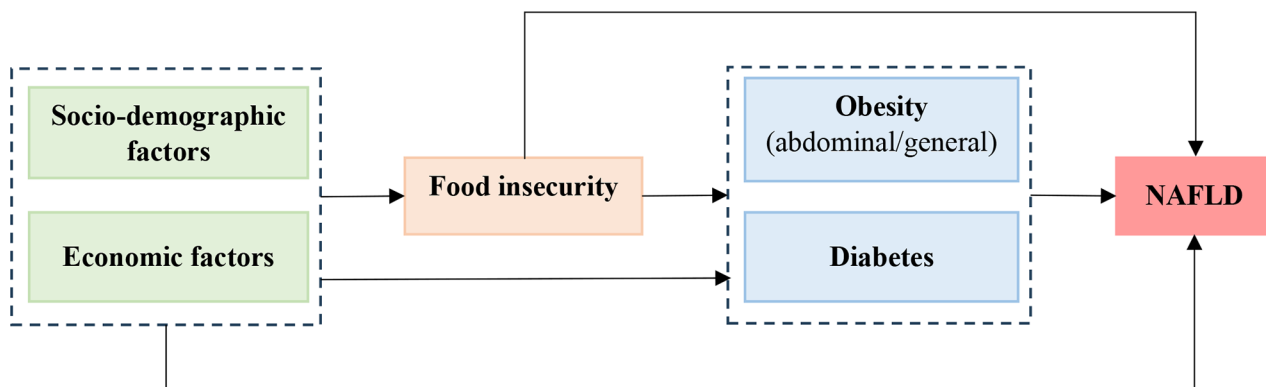 Socio-demographic
factors
Economic factors
Food insecurity
Obesity
(abdominal/general)
Diabetes
NAFLD